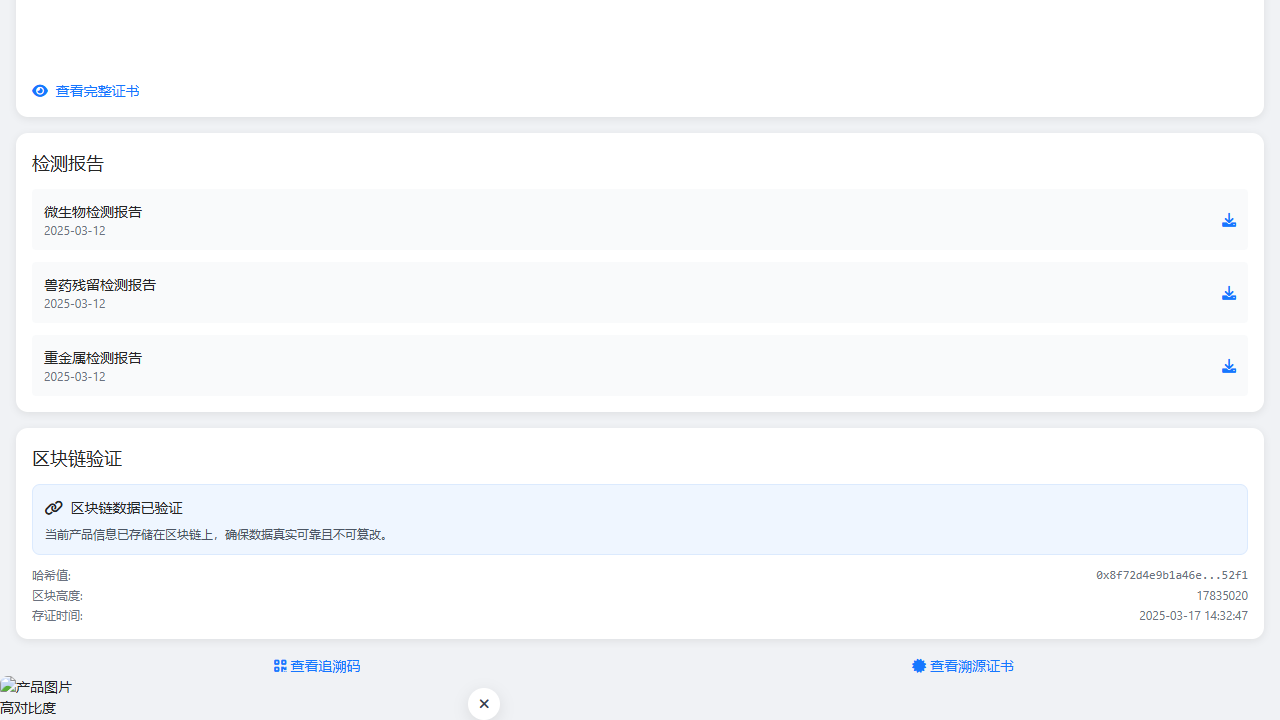 查看完整证书
检测报告
微生物检测报告
2025-03-12
兽药残留检测报告
2025-03-12
重金属检测报告
2025-03-12
区块链验证
区块链数据已验证
当前产品信息已存储在区块链上，确保数据真实可靠且不可篡改。
哈希值: 0x8f72d4e9b1a46e...52f1
区块高度: 17835020
存证时间: 2025-03-17 14:32:47
查看追溯码 查看溯源证书
产品图片
高对比度